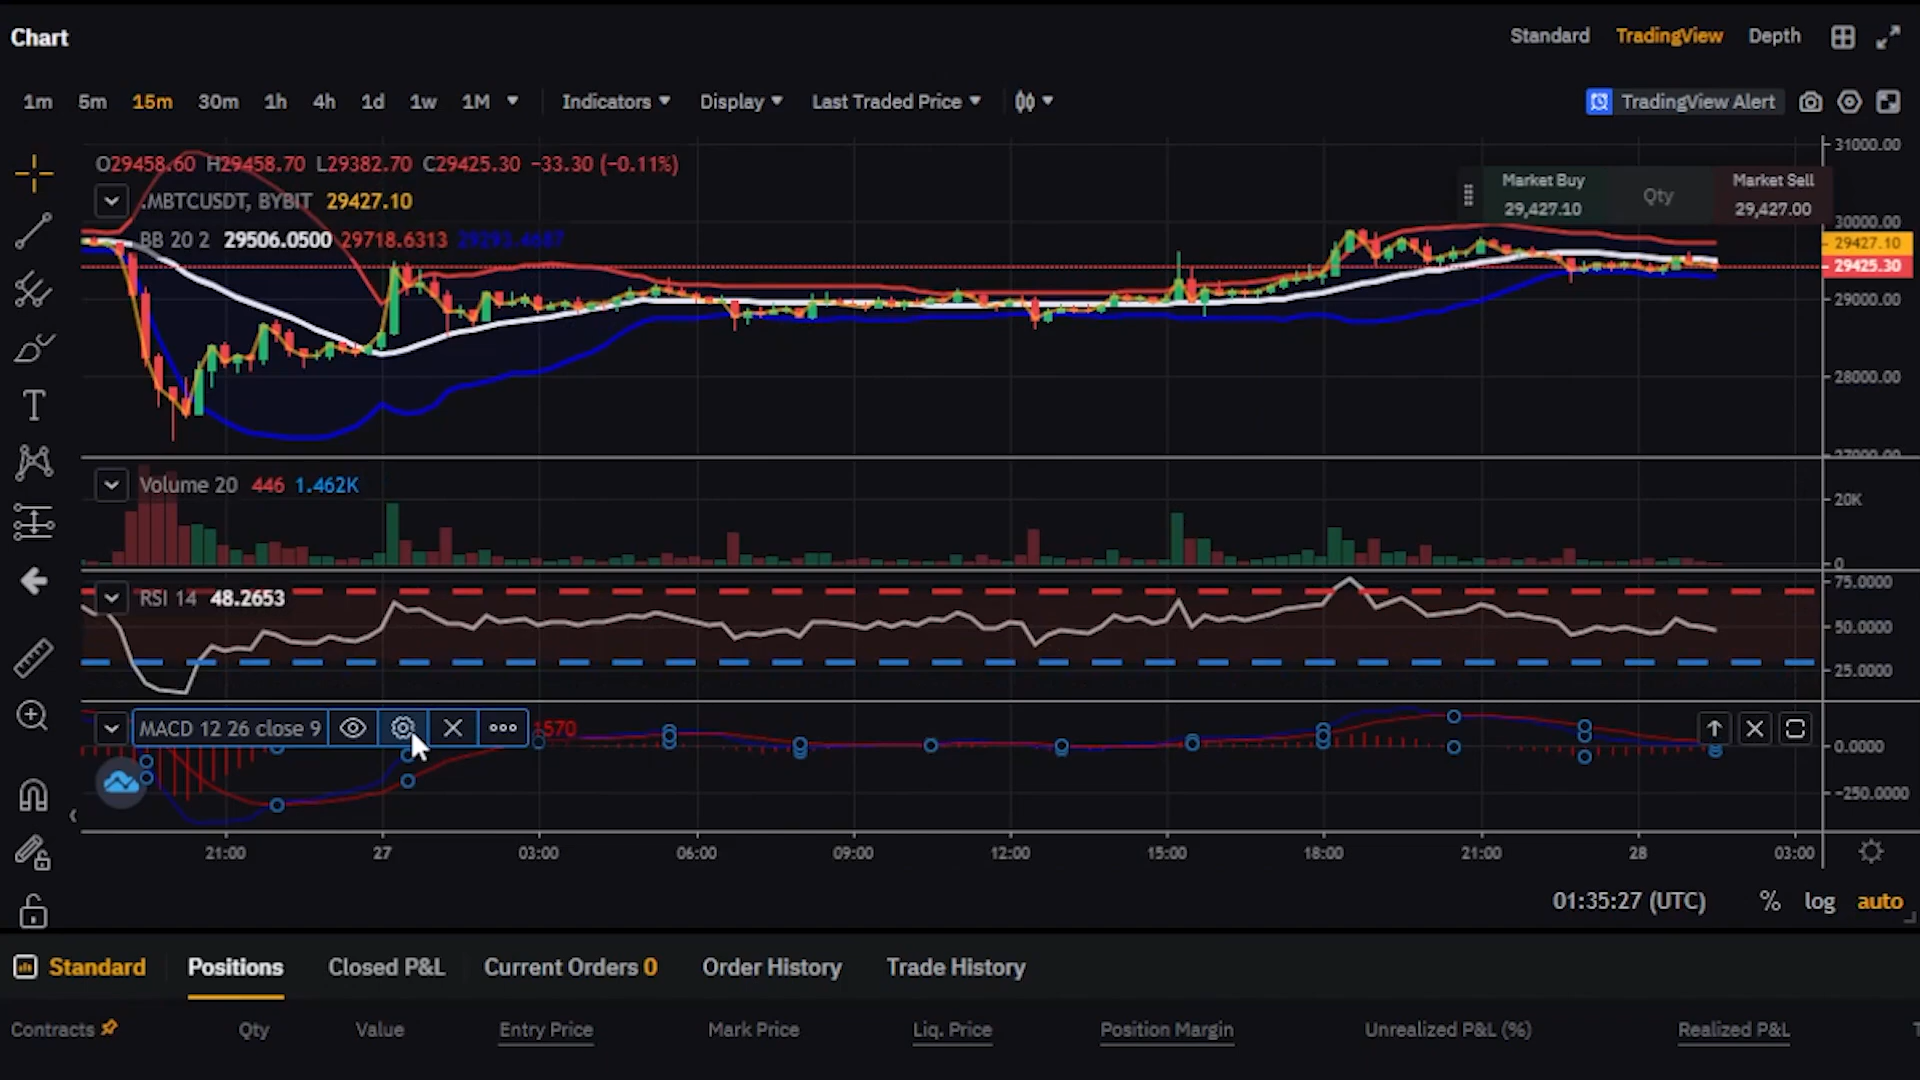 Chart
Standard TradingView Depth
1m 5m 15m 30m 1h 4h 1d 1w 1M Indicators Display Last Traded Price TradingView Alert
O29458.60 H29458.70 L29382.70 C29425.30 −33.30 (−0.11%)
.MBTCUSDT, BYBIT 29427.10
BB 20 2 29506.0500 29718.6313
Market Buy
29,427.10
Qty
Market Sell
29,427.00
31000.00
30000.00
29427.10
29425.30
29000.00
28000.00
Volume 20 446 1.462K
20K
0
RSI 14 48.2653
75.0000
50.0000
25.0000
MACD 12 26 close 9 1570
0.0000
−250.0000
21:00 27 03:00 06:00 09:00 12:00 15:00 18:00 21:00 28 03:00
01:35:27 (UTC) % log auto
Standard Positions Closed P&L Current Orders 0 Order History Trade History
Contracts Qty Value Entry Price Mark Price Liq. Price Position Margin Unrealized P&L (%) Realized P&L